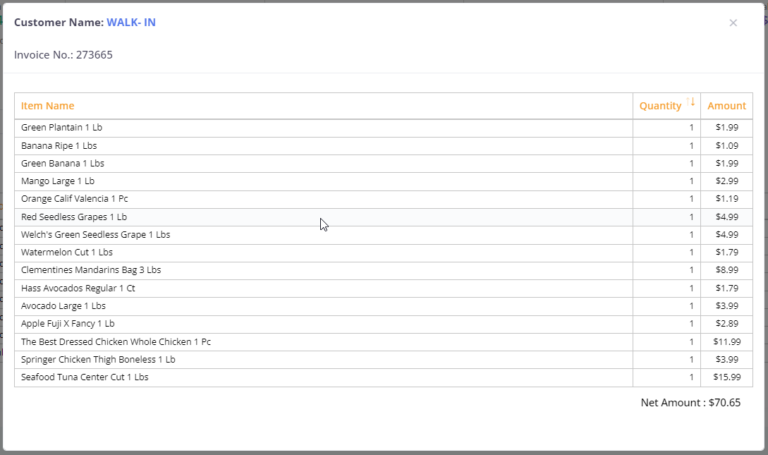 Customer Name: WALK- IN ×
Invoice No.: 273665
Item Name Quantity Amount
Green Plantain 1 Lb 1 $1.99
Banana Ripe 1 Lbs 1 $1.09
Green Banana 1 Lbs 1 $1.99
Mango Large 1 Lb 1 $2.99
Orange Calif Valencia 1 Pc 1 $1.19
Red Seedless Grapes 1 Lb 1 $4.99
Welch's Green Seedless Grape 1 Lbs 1 $4.99
Watermelon Cut 1 Lbs 1 $1.79
Clementines Mandarins Bag 3 Lbs 1 $8.99
Hass Avocados Regular 1 Ct 1 $1.79
Avocado Large 1 Lbs 1 $3.99
Apple Fuji X Fancy 1 Lb 1 $2.89
The Best Dressed Chicken Whole Chicken 1 Pc 1 $11.99
Springer Chicken Thigh Boneless 1 Lb 1 $3.99
Seafood Tuna Center Cut 1 Lbs 1 $15.99
Net Amount : $70.65